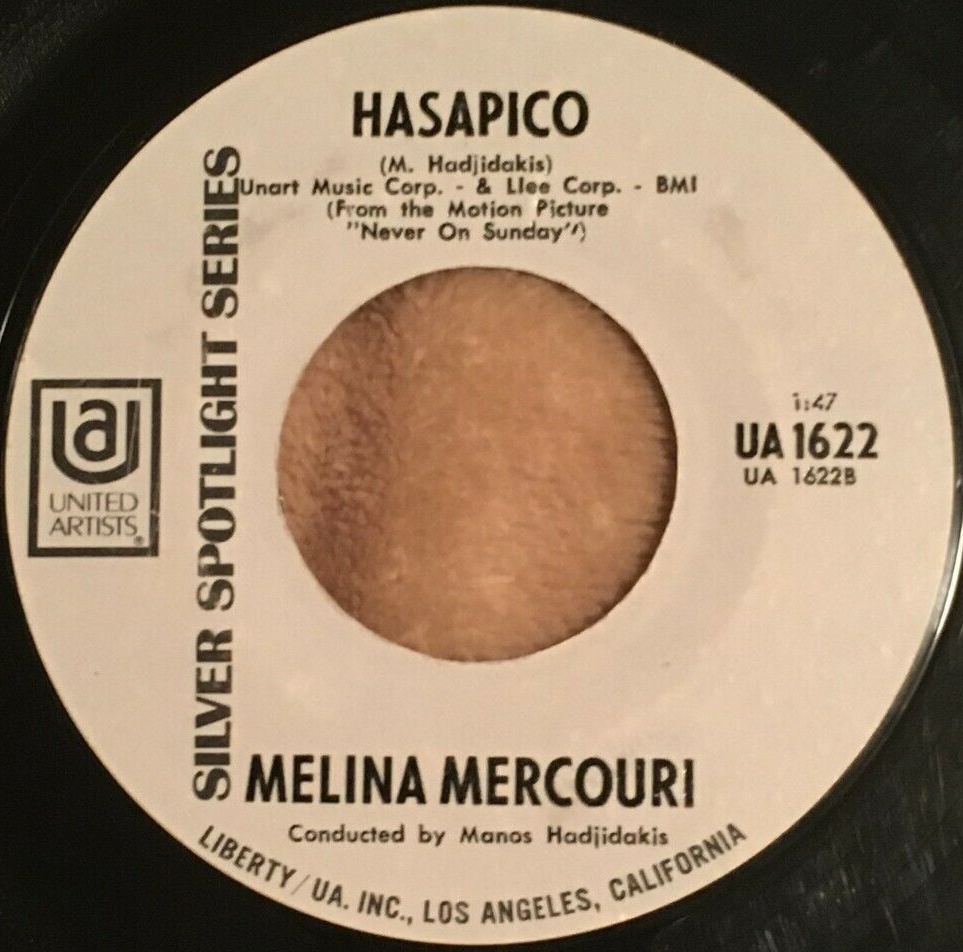 HASAPICO
(M. Hadjidakis)
Unart Music Corp. - & Llee Corp. - BMI
(From the Motion Picture
"Never On Sunday")
SILVER SPOTLIGHT SERIES
UA
UNITED
ARTISTS®
1:47
UA 1622
UA 1622B
MELINA MERCOURI
Conducted by Manos Hadjidakis
LIBERTY/UA. INC., LOS ANGELES, CALIFORNIA